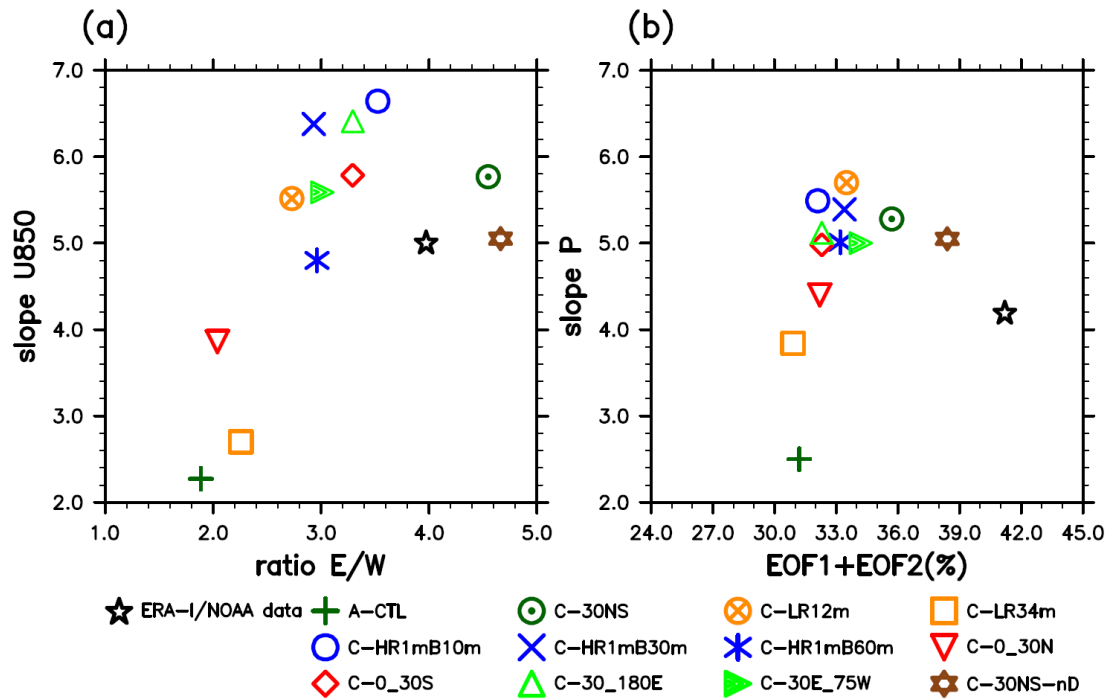 (a) (b)
7.0 7.0
6.0 6.0
5.0 5.0
4.0 4.0
3.0 3.0
2.0 2.0
slope U850
slope P
1.0 2.0 3.0 4.0 5.0 24.0 27.0 30.0 33.0 36.0 39.0 42.0 45.0
ratio E/W EOF1+EOF2(%)
ERA-I/NOAA data A-CTL C-30NS C-LR12m C-LR34m
C-HR1mB10m C-HR1mB30m C-HR1mB60m C-0_30N
C-0_30S C-30_180E C-30E_75W C-30NS-nD